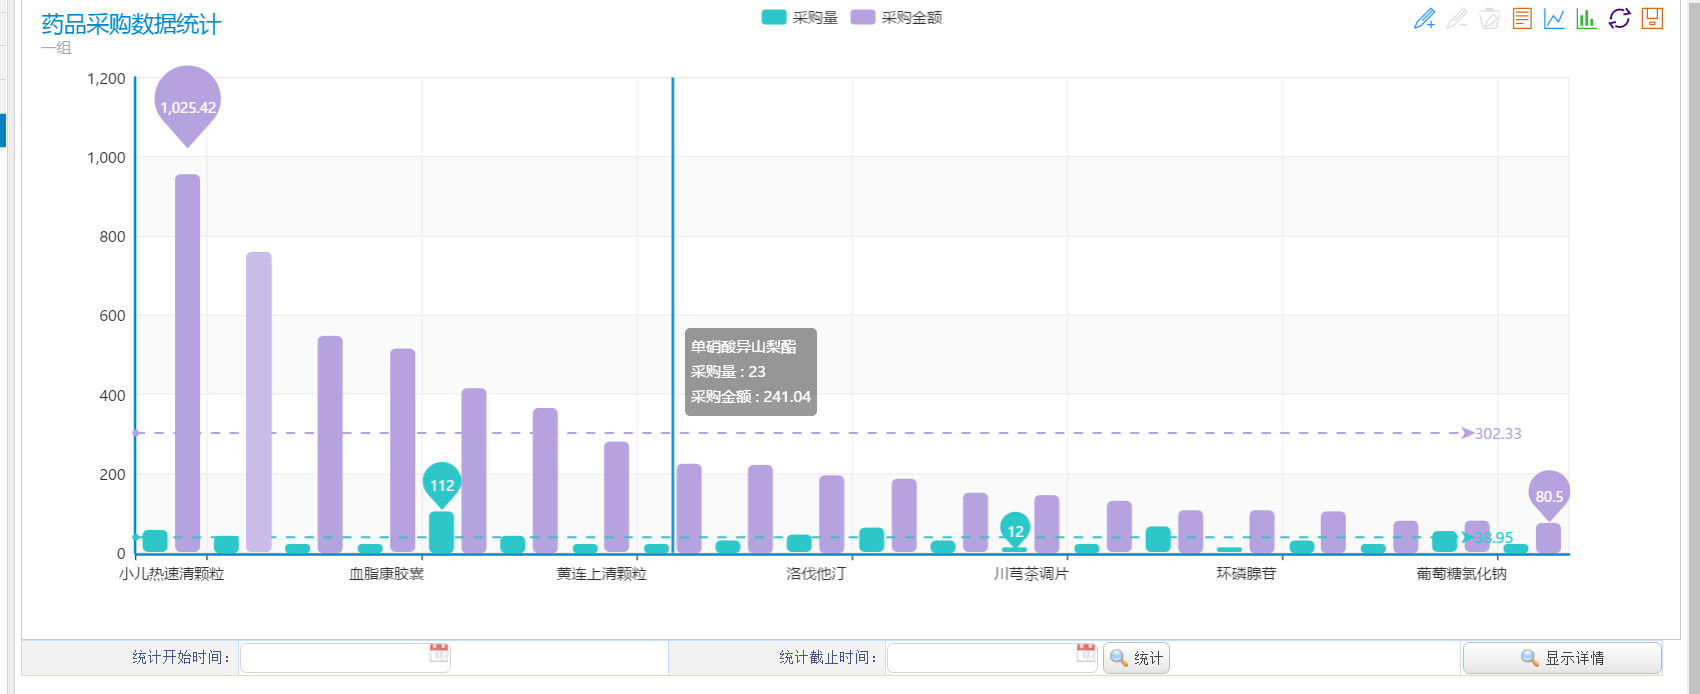 药品采购数据统计
一组
采购量
采购金额
1,200
1,000
800
600
400
200
0
1,025.42
112
12
80.5
302.33
38.95
单硝酸异山梨酯
采购量 : 23
采购金额 : 241.04
小儿热速清颗粒
血脂康胶囊
黄连上清颗粒
洛伐他汀
川芎茶调片
环磷腺苷
葡萄糖氯化钠
统计开始时间：
统计截止时间：
统计
显示详情